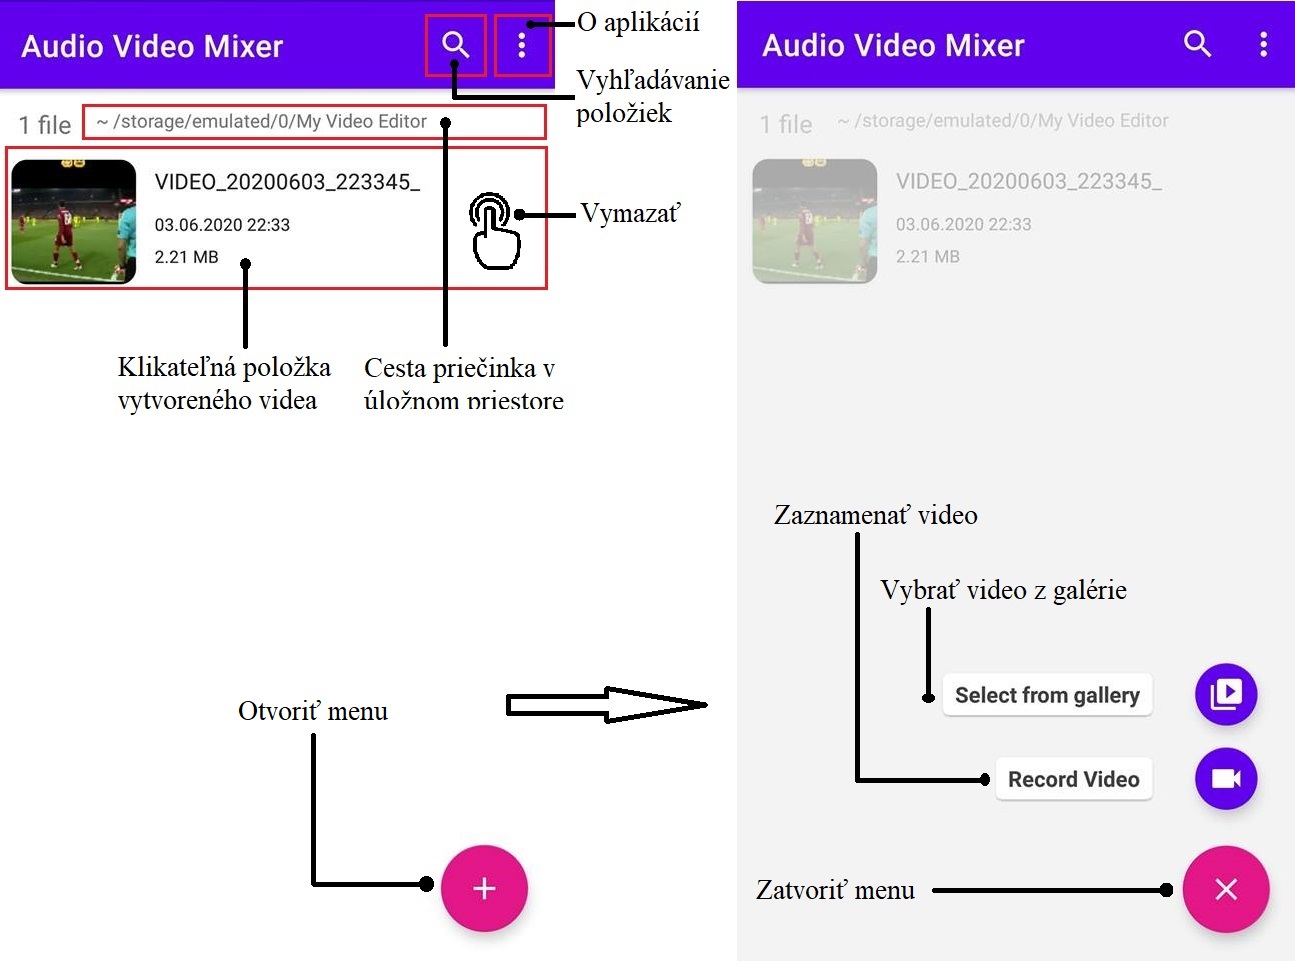 Audio Video Mixer
O aplikácií
Vyhľadávanie
položiek
1 file
~ /storage/emulated/0/My Video Editor
VIDEO_20200603_223345_
03.06.2020 22:33
2.21 MB
Vymazať
Klikateľná položka
vytvoreného videa
Cesta priečinka v
úložnom priestore
Otvoriť menu
Audio Video Mixer
1 file
~ /storage/emulated/0/My Video Editor
VIDEO_20200603_223345_
03.06.2020 22:33
2.21 MB
Zaznamenať video
Vybrať video z galérie
Select from gallery
Record Video
Zatvoriť menu